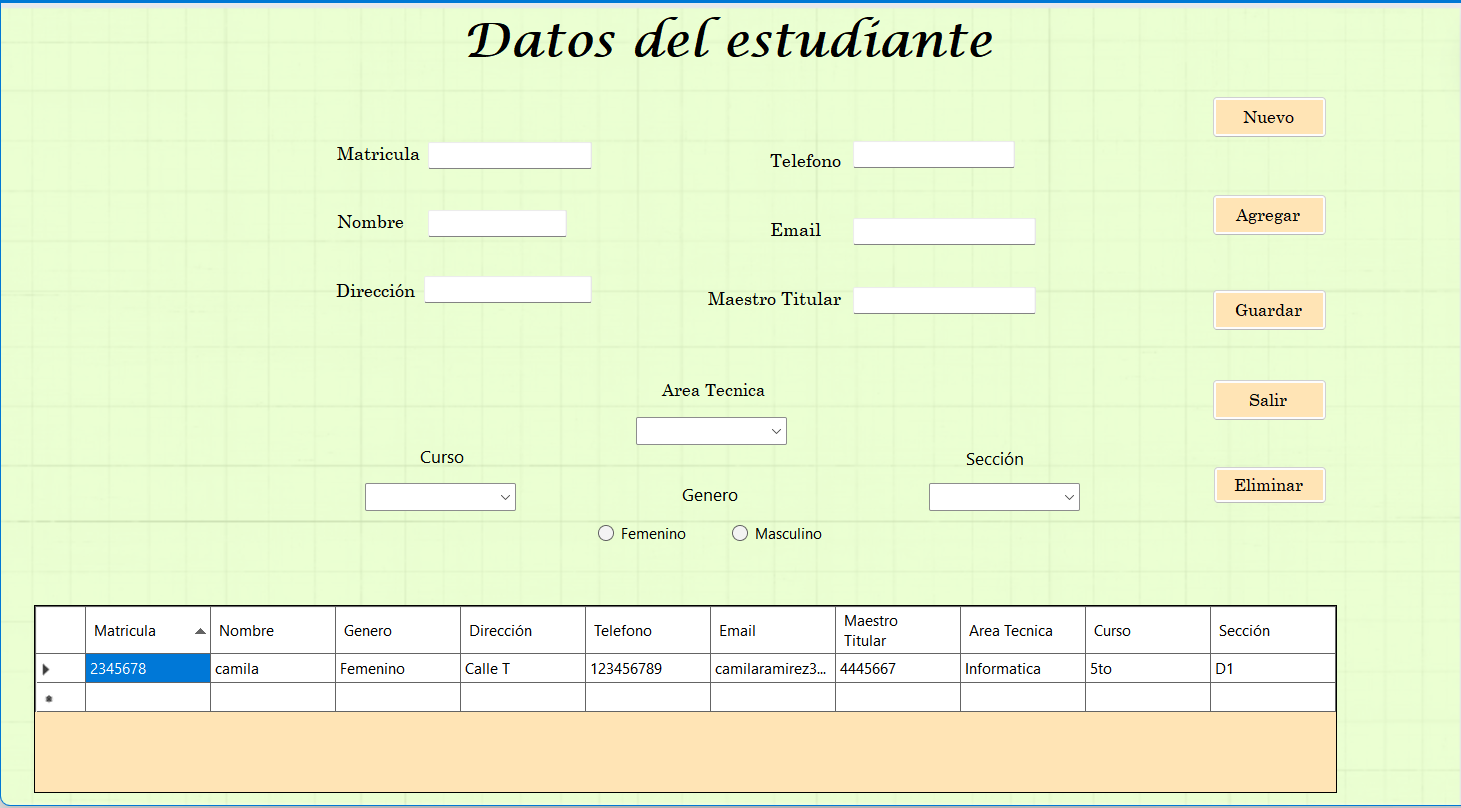 Datos del estudiante
Nuevo
Matricula
Telefono
Nombre
Agregar
Email
Dirección
Maestro Titular
Guardar
Area Tecnica
Salir
Curso
Sección
Genero
Eliminar
Femenino Masculino
Matricula Nombre Genero Dirección Telefono Email Maestro Titular Area Tecnica Curso Sección
2345678 camila Femenino Calle T 123456789 camilaramirez3... 4445667 Informatica 5to D1